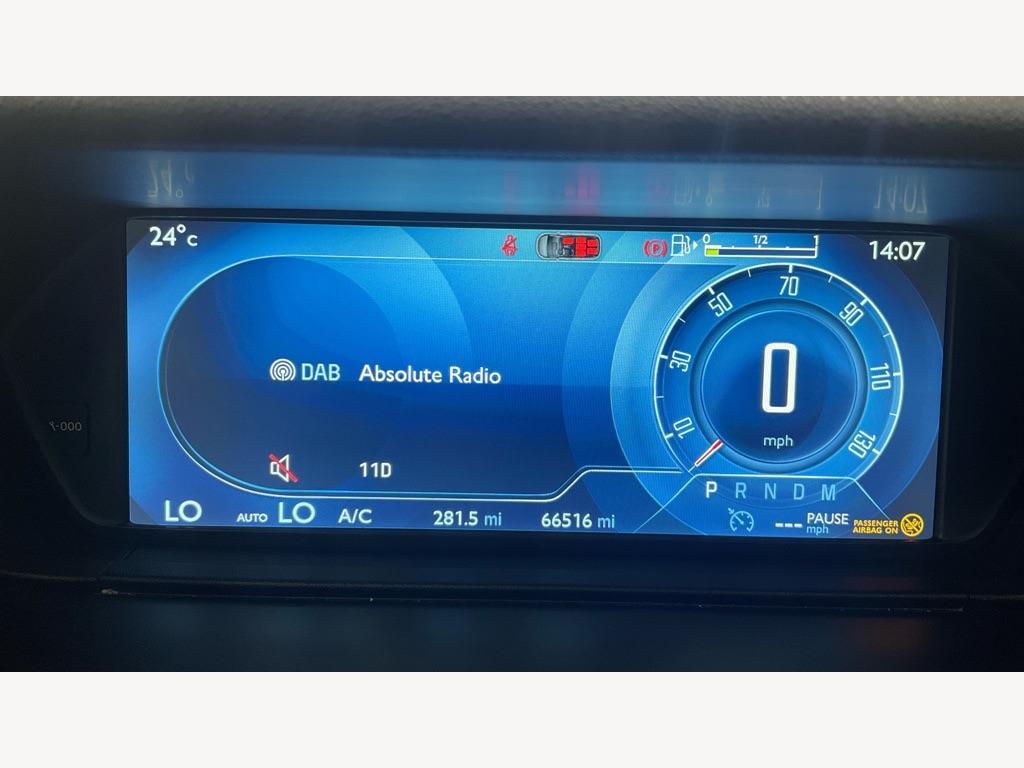 24°C
0 1/2 1
14:07
10 30 50 70 90 110 130
0
mph
DAB Absolute Radio
11D
P R N D M
LO AUTO LO A/C 281.5 mi 66516 mi
--- PAUSE
mph
PASSENGER
AIRBAG ON
-000